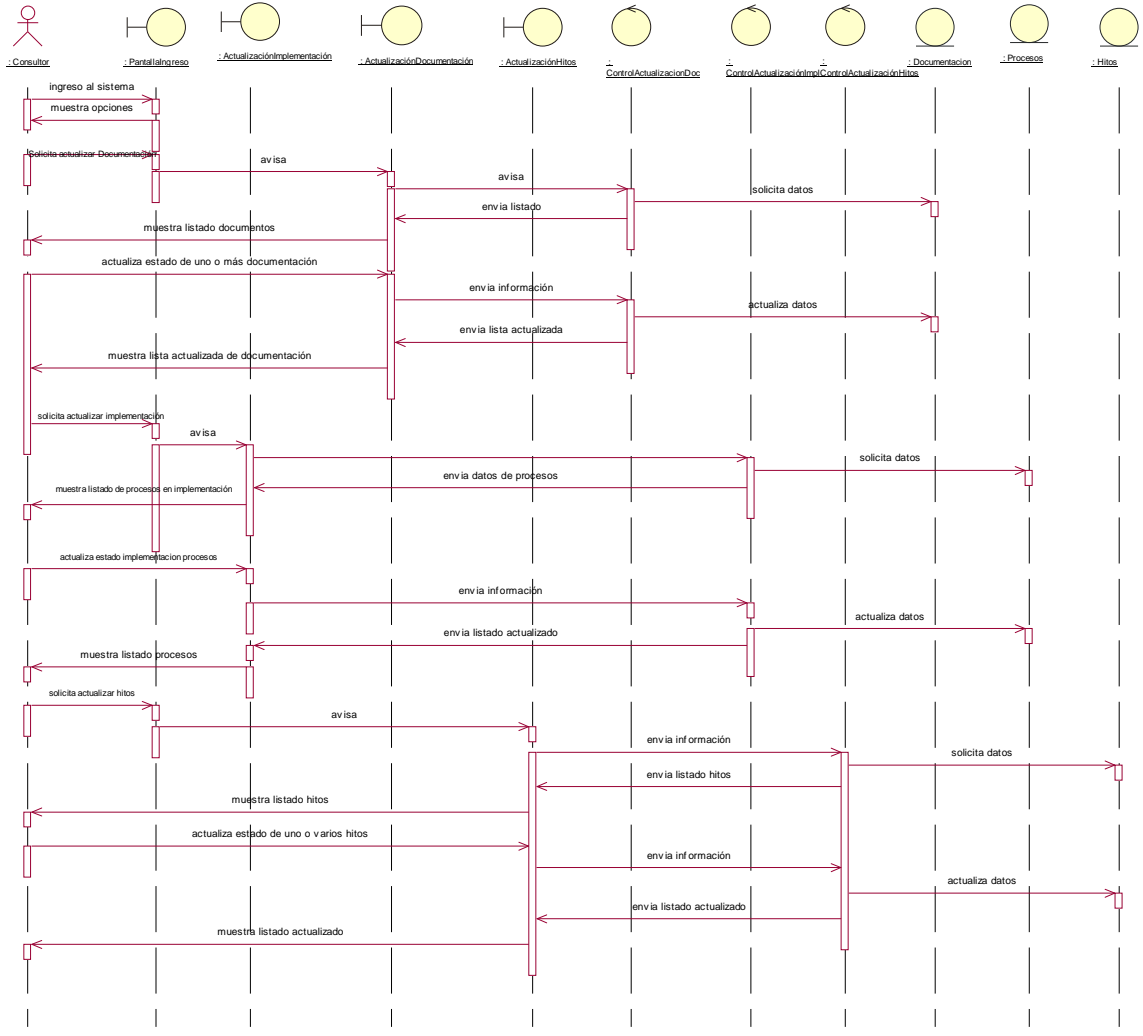 : Consultor
: PantallaIngreso
: ActualizaciónImplementación
: ActualizaciónDocumentación
: ActualizaciónHitos
:
ControlActualizacionDoc
:
ControlActualizaciónImpl
:
ControlActualizaciónHitos
: Documentacion
: Procesos
: Hitos
ingreso al sistema
muestra opciones
Solicita actualizar Documentación
avisa
avisa
solicita datos
envia listado
muestra listado documentos
actualiza estado de uno o más documentación
envia información
actualiza datos
envia lista actualizada
muestra lista actualizada de documentación
solicita actualizar implementación
avisa
solicita datos
envia datos de procesos
muestra listado de procesos en implementación
actualiza estado implementacion procesos
envia información
actualiza datos
envia listado actualizado
muestra listado procesos
solicita actualizar hitos
avisa
envia información
solicita datos
envia listado hitos
muestra listado hitos
actualiza estado de uno o varios hitos
envia información
actualiza datos
envia listado actualizado
muestra listado actualizado